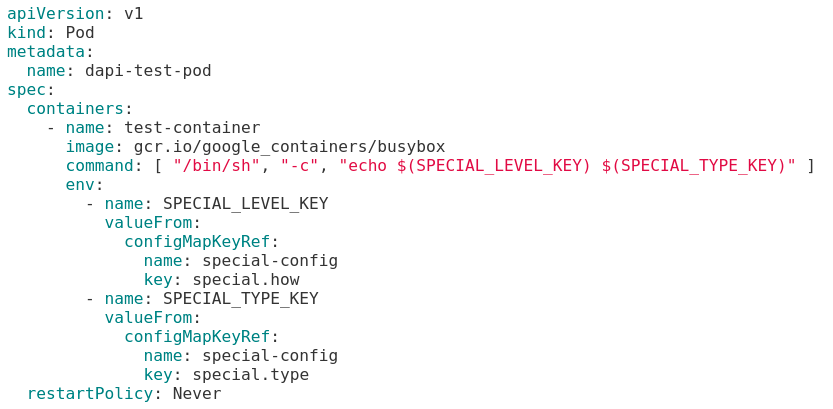 apiVersion: v1
kind: Pod
metadata:
  name: dapi-test-pod
spec:
  containers:
    - name: test-container
      image: gcr.io/google_containers/busybox
      command: [ "/bin/sh", "-c", "echo $(SPECIAL_LEVEL_KEY) $(SPECIAL_TYPE_KEY)" ]
      env:
        - name: SPECIAL_LEVEL_KEY
          valueFrom:
            configMapKeyRef:
              name: special-config
              key: special.how
        - name: SPECIAL_TYPE_KEY
          valueFrom:
            configMapKeyRef:
              name: special-config
              key: special.type
  restartPolicy: Never